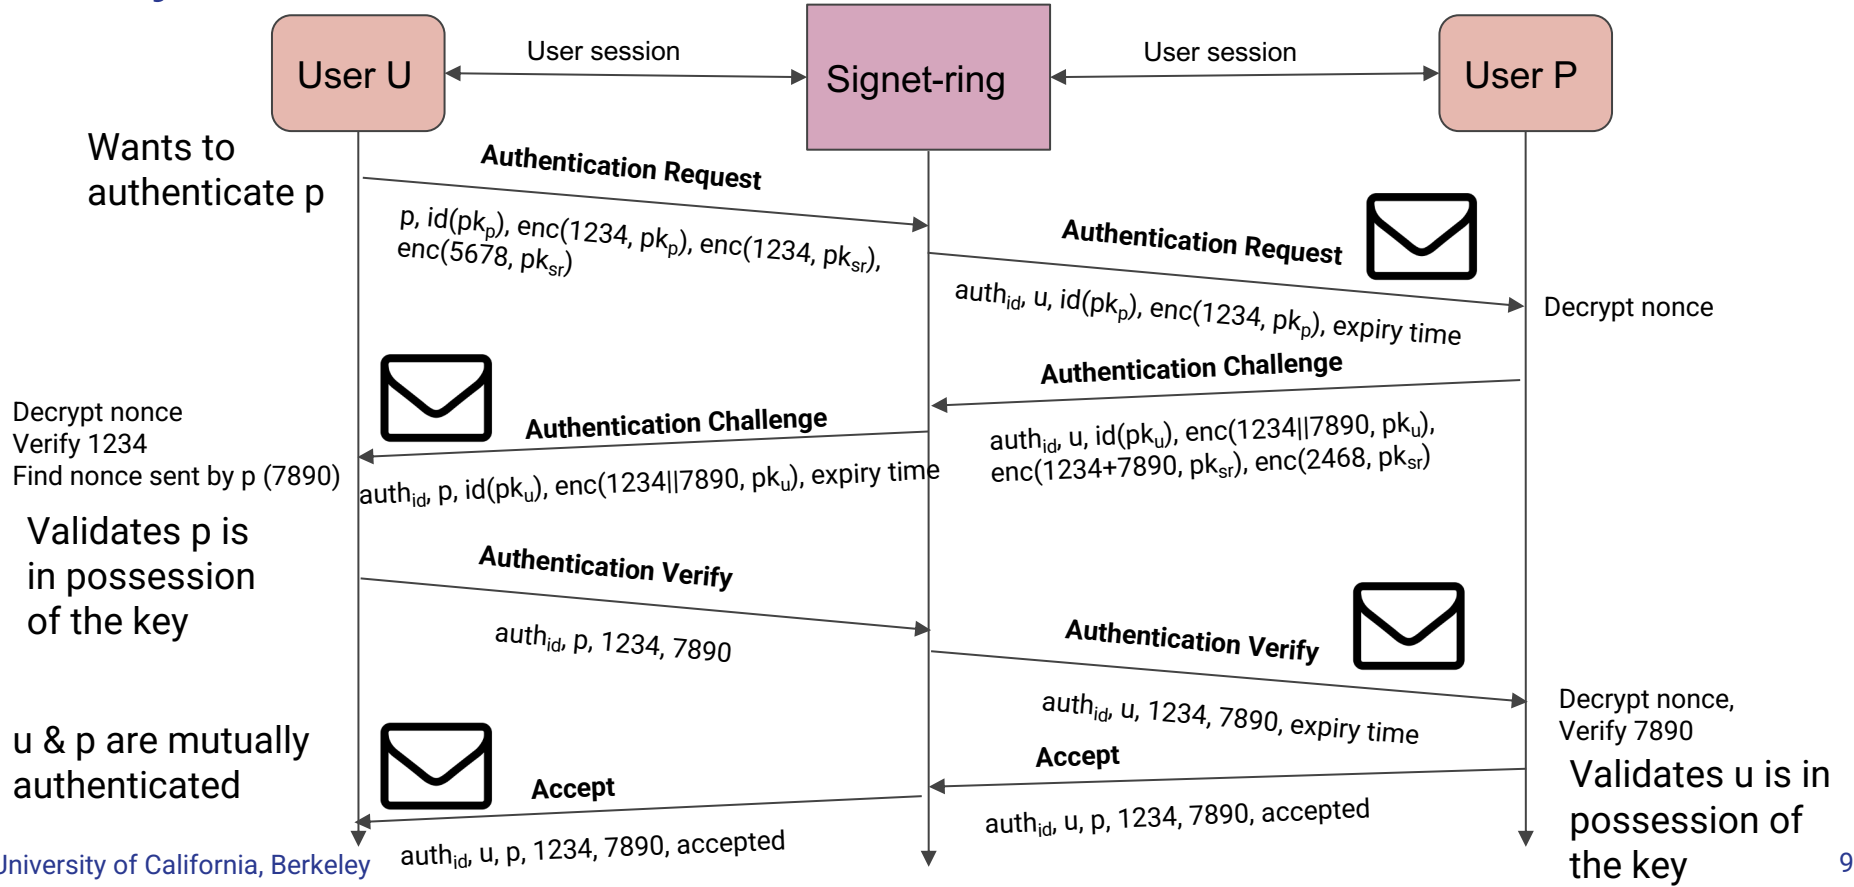 User U
User session
Signet-ring
User session
User P
Wants to
authenticate p
Authentication Request
p, id(pkp), enc(1234, pkp), enc(1234, pksr),
enc(5678, pksr)
Authentication Request
authid, u, id(pkp), enc(1234, pkp), expiry time
Decrypt nonce
Authentication Challenge
authid, u, id(pku), enc(1234||7890, pku),
enc(1234+7890, pksr), enc(2468, pksr)
Decrypt nonce
Verify 1234
Find nonce sent by p (7890)
Authentication Challenge
authid, p, id(pku), enc(1234||7890, pku), expiry time
Validates p is
in possession
of the key
Authentication Verify
authid, p, 1234, 7890
Authentication Verify
authid, u, 1234, 7890, expiry time
Decrypt nonce,
Verify 7890
Validates u is in
possession of
the key
Accept
authid, u, p, 1234, 7890, accepted
u & p are mutually
authenticated
Accept
authid, u, p, 1234, 7890, accepted
University of California, Berkeley
9